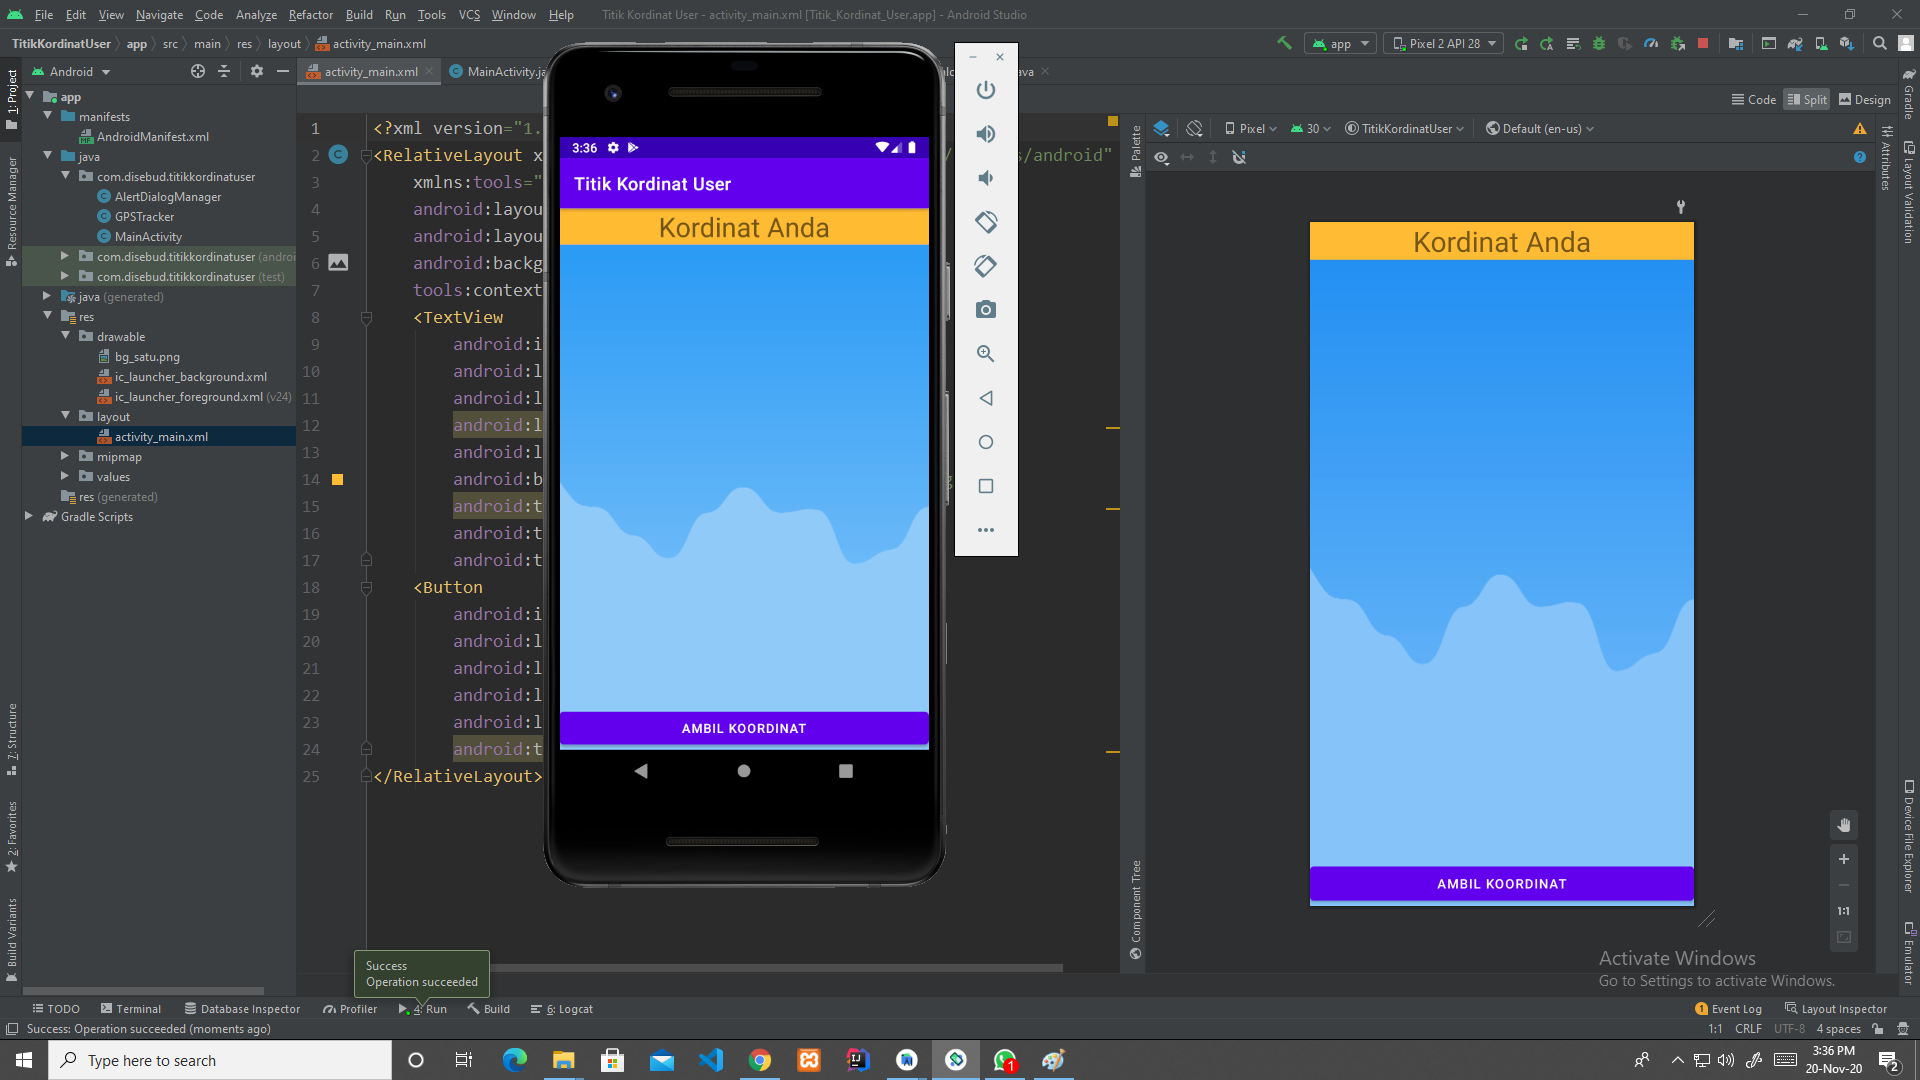 File Edit View Navigate Code Analyze Refactor Build Run Tools VCS Window Help Titik Kordinat User - activity_main.xml [Titik_Kordinat_User.app] - Android Studio
TitikKordinatUser app src main res layout activity_main.xml
app Pixel 2 API 28
Android
activity_main.xml
MainActivity.ja
ava
Code Split Design
1: Project
Resource Manager
7: Structure
2: Favorites
Build Variants
app
manifests
AndroidManifest.xml
java
com.disebud.titikkordinatuser
AlertDialogManager
GPSTracker
MainActivity
com.disebud.titikkordinatuser (androi
com.disebud.titikkordinatuser (test)
java (generated)
res
drawable
bg_satu.png
ic_launcher_background.xml
ic_launcher_foreground.xml (v24)
layout
activity_main.xml
mipmap
values
res (generated)
Gradle Scripts
1 <?xml version="1.
2 <RelativeLayout x s/android"
3 xmlns:tools="
4 android:layou
5 android:layou
6 android:backg
7 tools:context
8 <TextView
9 android:i
10 android:l
11 android:l
12 android:l
13 android:l
14 android:b
15 android:t
16 android:t
17 android:t
18 <Button
19 android:i
20 android:l
21 android:l
22 android:l
23 android:l
24 android:t
25 </RelativeLayout>
3:36
Titik Kordinat User
Kordinat Anda
AMBIL KOORDINAT
Palette
Component Tree
Pixel 30 TitikKordinatUser Default (en-us)
Kordinat Anda
AMBIL KOORDINAT
1:1
Gradle
Layout Validation
Attributes
Device File Explorer
Emulator
Activate Windows
Go to Settings to activate Windows.
Success
Operation succeeded
TODO Terminal Database Inspector Profiler 4: Run Build 6: Logcat
1 Event Log Layout Inspector
Success: Operation succeeded (moments ago)
1:1 CRLF UTF-8 4 spaces
Type here to search
1
3:36 PM
20-Nov-20
2